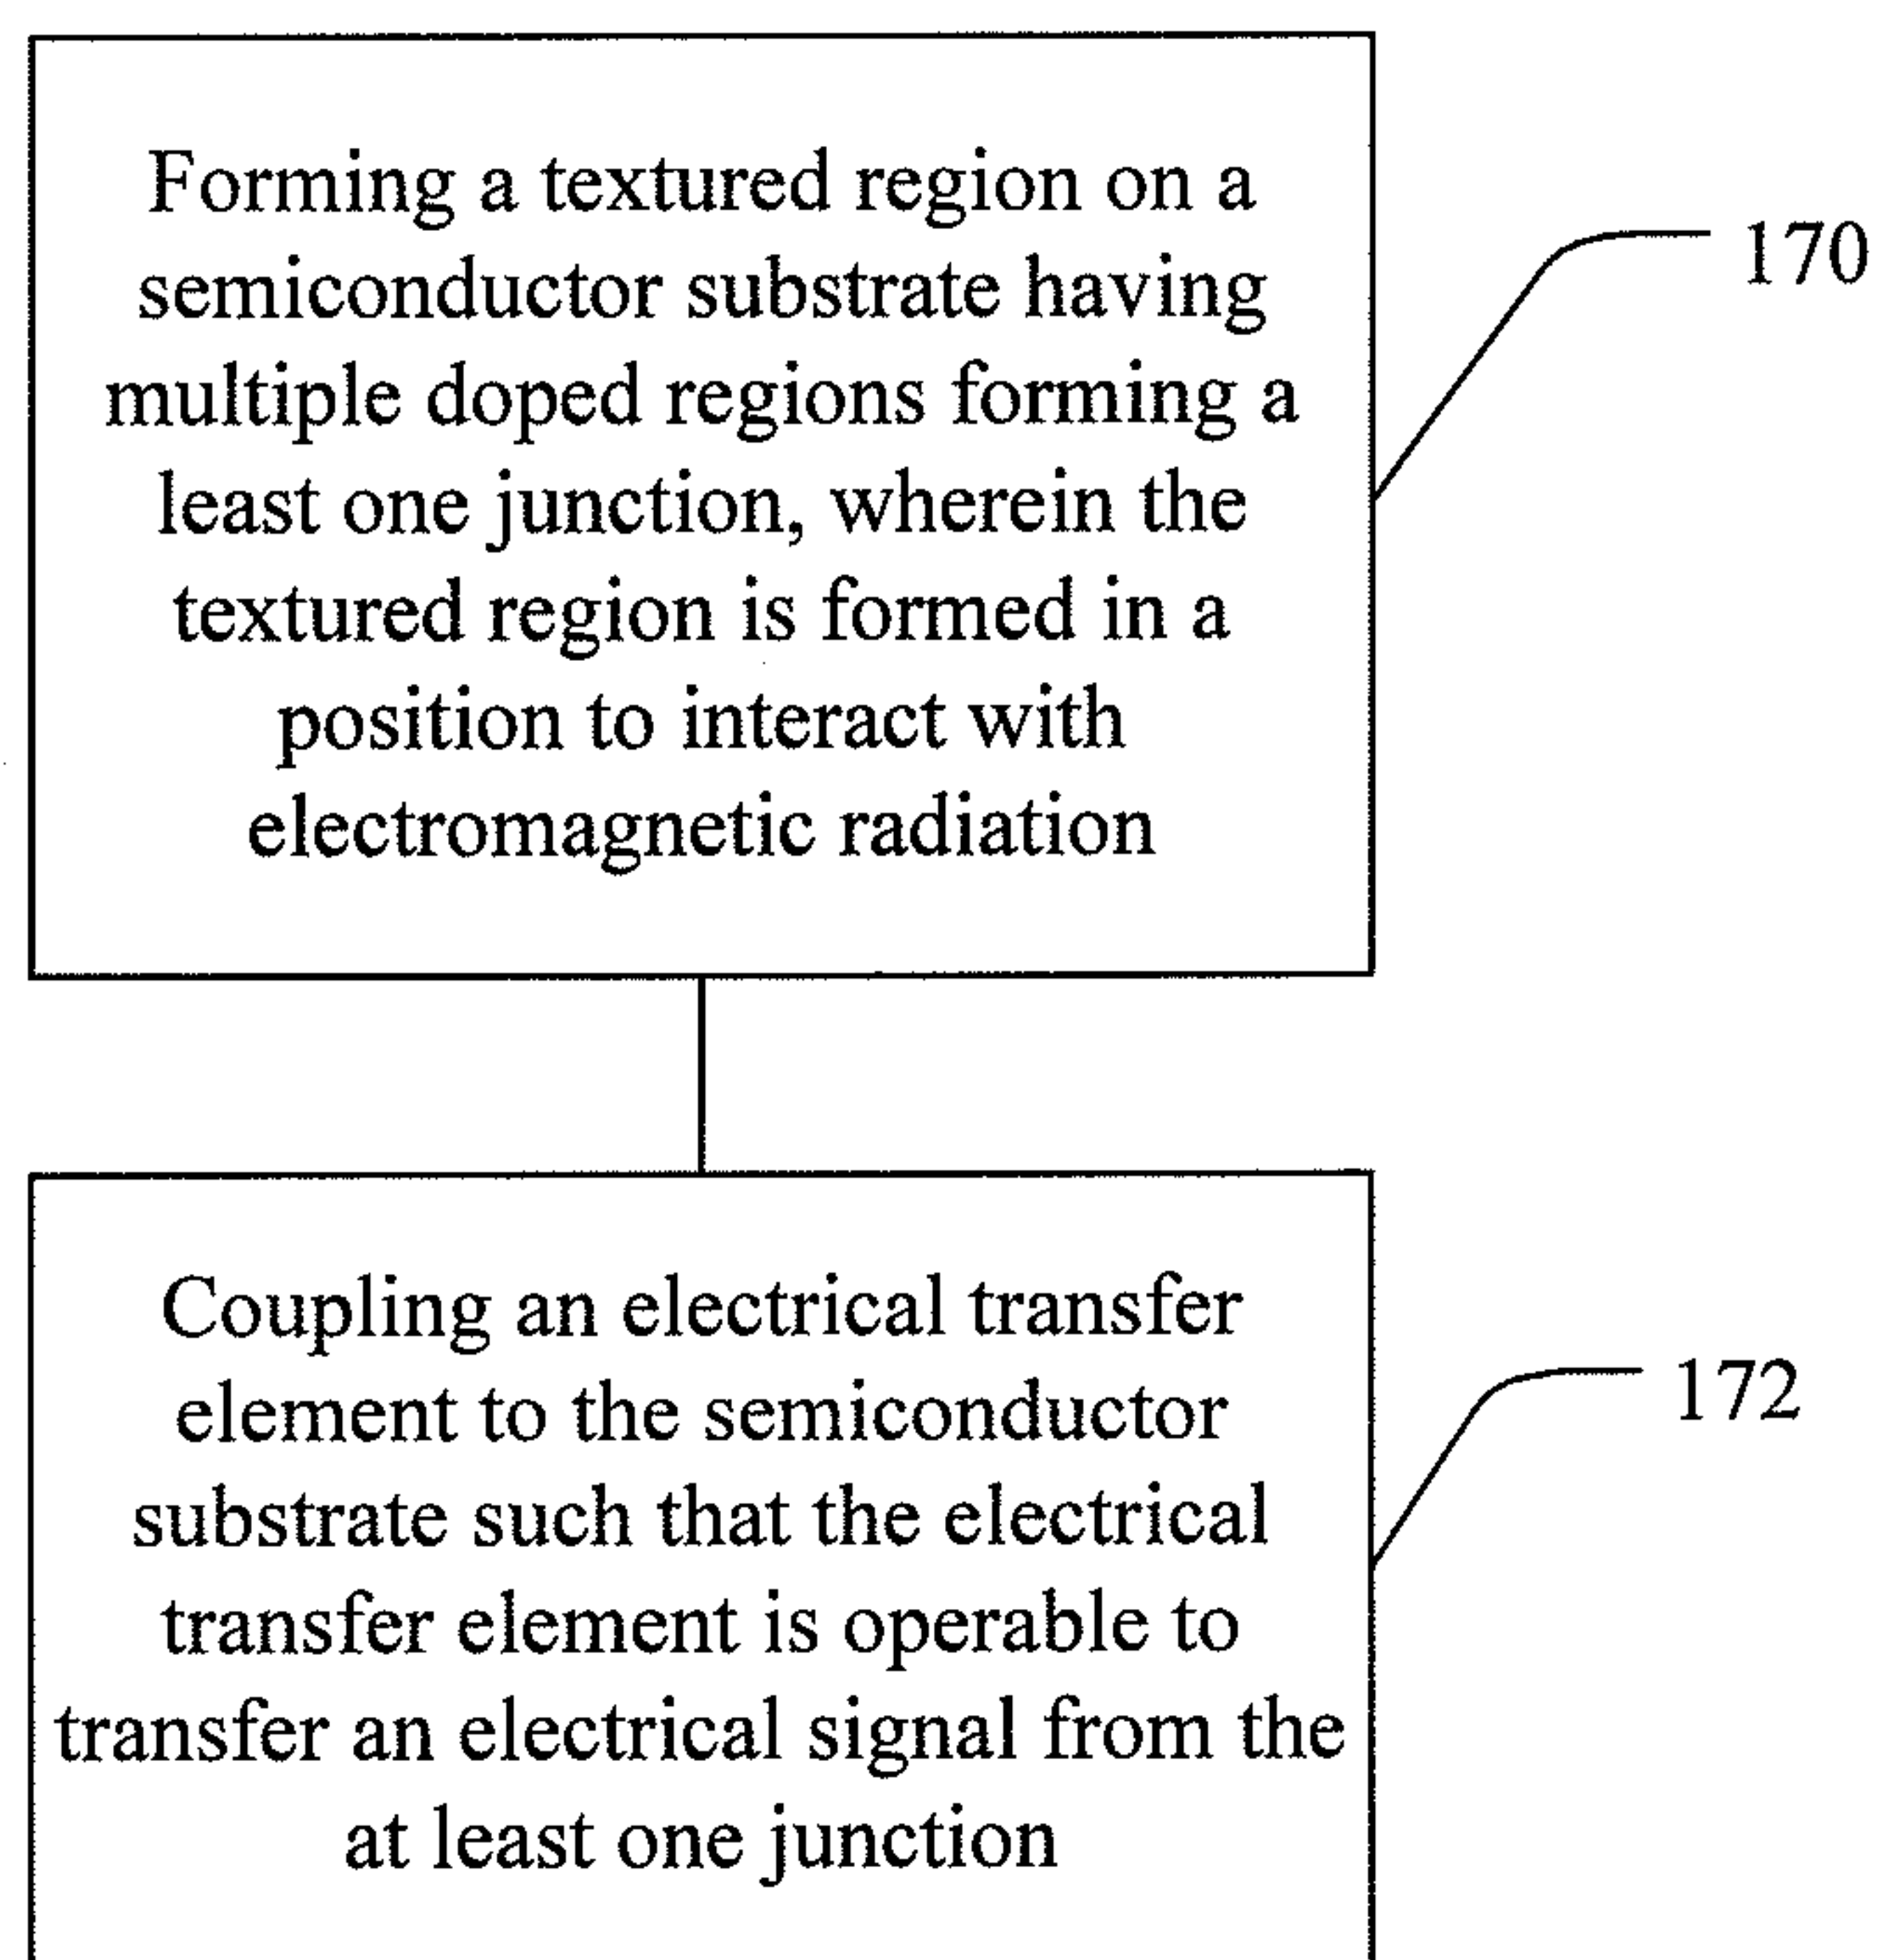 Forming a textured region on a
semiconductor substrate having
multiple doped regions forming a
least one junction, wherein the
textured region is formed in a
position to interact with
electromagnetic radiation
170
Coupling an electrical transfer
element to the semiconductor
substrate such that the electrical
transfer element is operable to
transfer an electrical signal from the
at least one junction
172